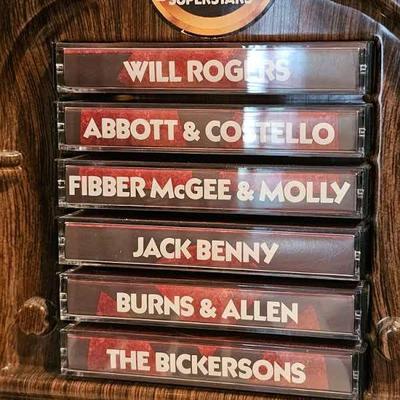 SUPERSTARS
WILL ROGERS
ABBOTT & COSTELLO
FIBBER McGEE & MOLLY
JACK BENNY
BURNS & ALLEN
THE BICKERSONS